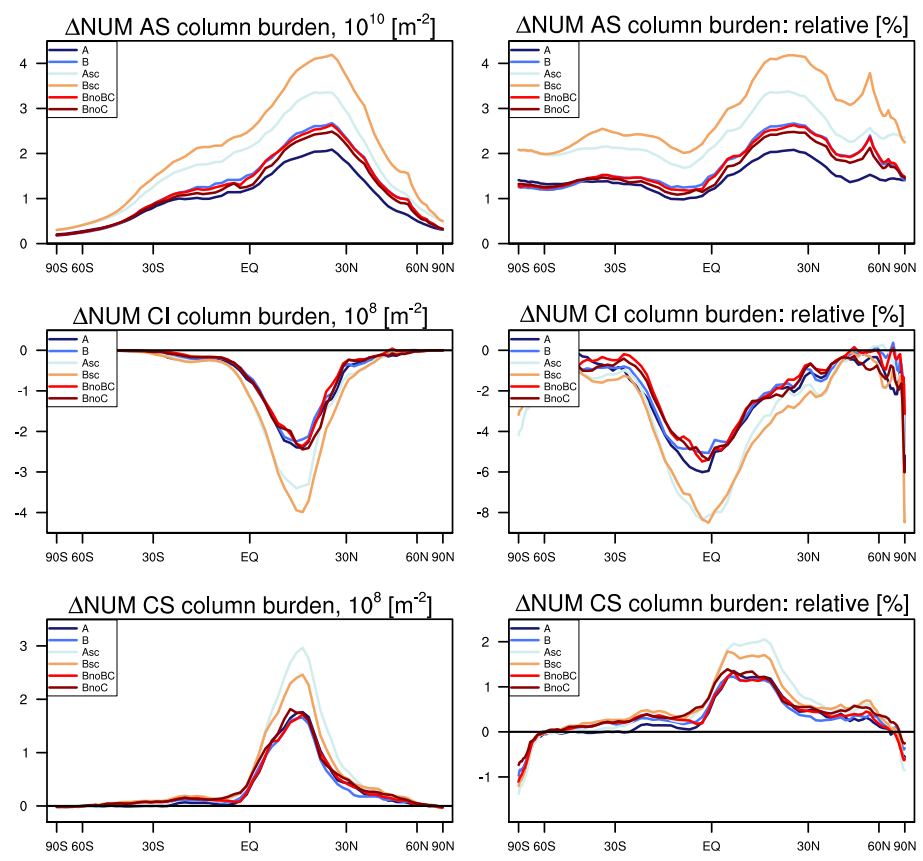 ΔNUM AS column burden, 10¹⁰ [m⁻²]
A
B
Asc
Bsc
BnoBC
BnoC
4
3
2
1
0
90S 60S 30S EQ 30N 60N 90N
ΔNUM AS column burden: relative [%]
A
B
Asc
Bsc
BnoBC
BnoC
4
3
2
1
0
90S 60S 30S EQ 30N 60N 90N
ΔNUM CI column burden, 10⁸ [m⁻²]
A
B
Asc
Bsc
BnoBC
BnoC
0
-1
-2
-3
-4
90S 60S 30S EQ 30N 60N 90N
ΔNUM CI column burden: relative [%]
A
B
Asc
Bsc
BnoBC
BnoC
0
-2
-4
-6
-8
90S 60S 30S EQ 30N 60N 90N
ΔNUM CS column burden, 10⁸ [m⁻²]
A
B
Asc
Bsc
BnoBC
BnoC
3
2
1
0
90S 60S 30S EQ 30N 60N 90N
ΔNUM CS column burden: relative [%]
A
B
Asc
Bsc
BnoBC
BnoC
2
1
0
-1
90S 60S 30S EQ 30N 60N 90N